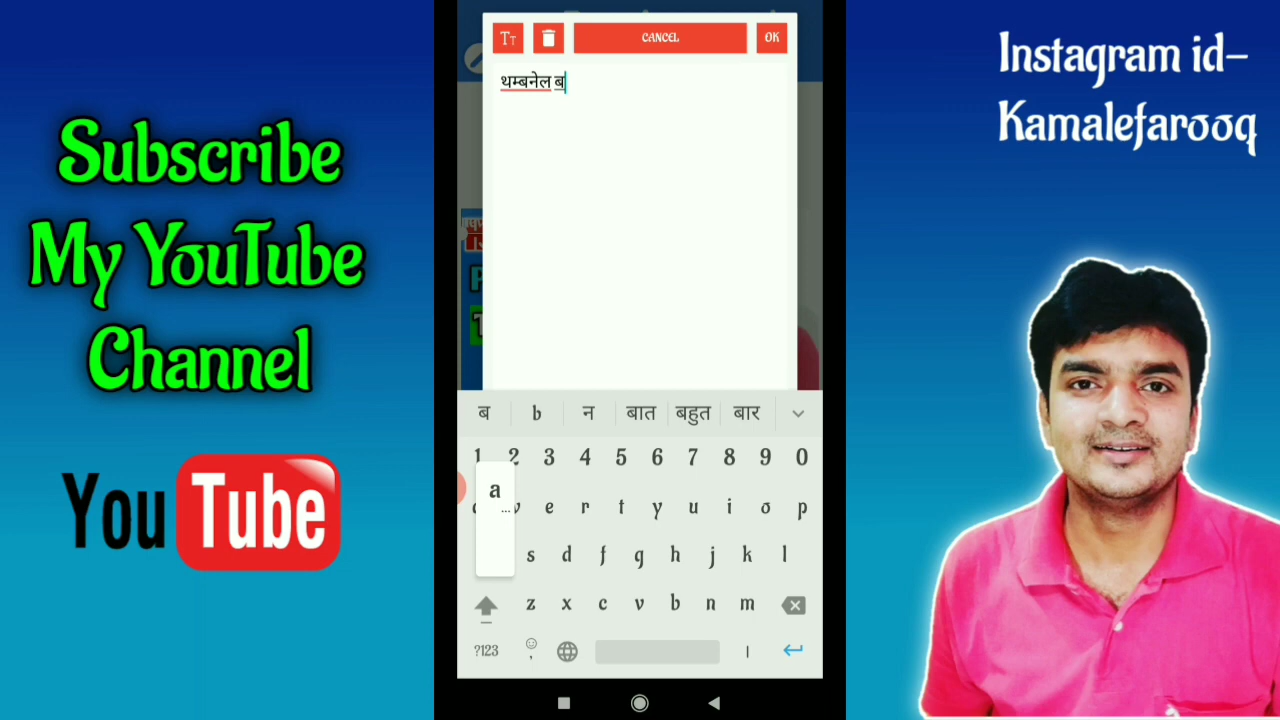 Subscribe
My YouTube
Channel
YouTube
Instagram id-
Kamalefarooq
TT CANCEL OK
थम्बनेल ब
ब b न बात बहुत बार
1 2 3 4 5 6 7 8 9 0
a
...
e r t y u i o p
s d f g h j k l
z x c v b n m
?123 , ।